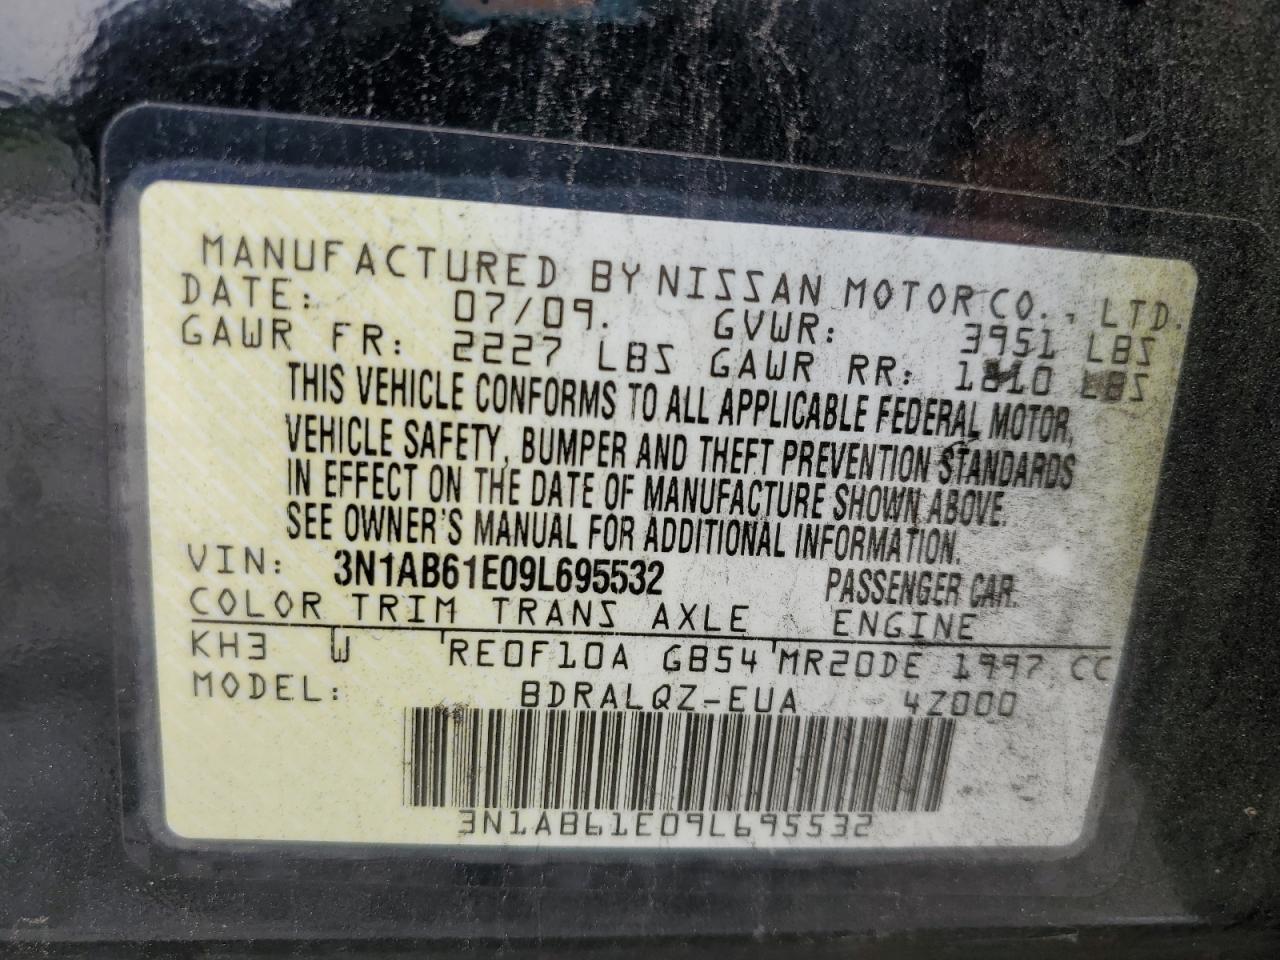 MANUFACTURED BY NISSAN MOTOR CO., LTD.
DATE: 07/09. GVWR: 3951 LBS
GAWR FR: 2227 LBS GAWR RR: LBS
THIS VEHICLE CONFORMS TO ALL APPLICABLE FEDERAL MOTOR,
VEHICLE SAFETY, BUMPER AND THEFT PREVENTION STANDARDS
IN EFFECT ON THE DATE OF MANUFACTURE SHOWN ABOVE.
SEE OWNER'S MANUAL FOR ADDITIONAL INFORMATION.
VIN: 3N1AB61E09L695532 PASSENGER CAR.
COLOR TRIM TRANS AXLE ENGINE
KH3 W RE0F10A GB54 MR20DE 1997 CC
MODEL: BDRALQZ-EUA 4Z000
3N1AB61E09L695532